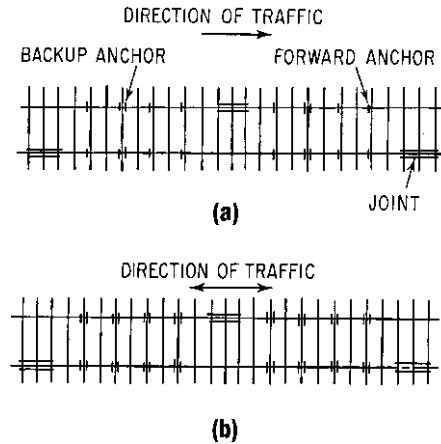 DIRECTION OF TRAFFIC
BACKUP ANCHOR
FORWARD ANCHOR
JOINT
(a)
DIRECTION OF TRAFFIC
(b)